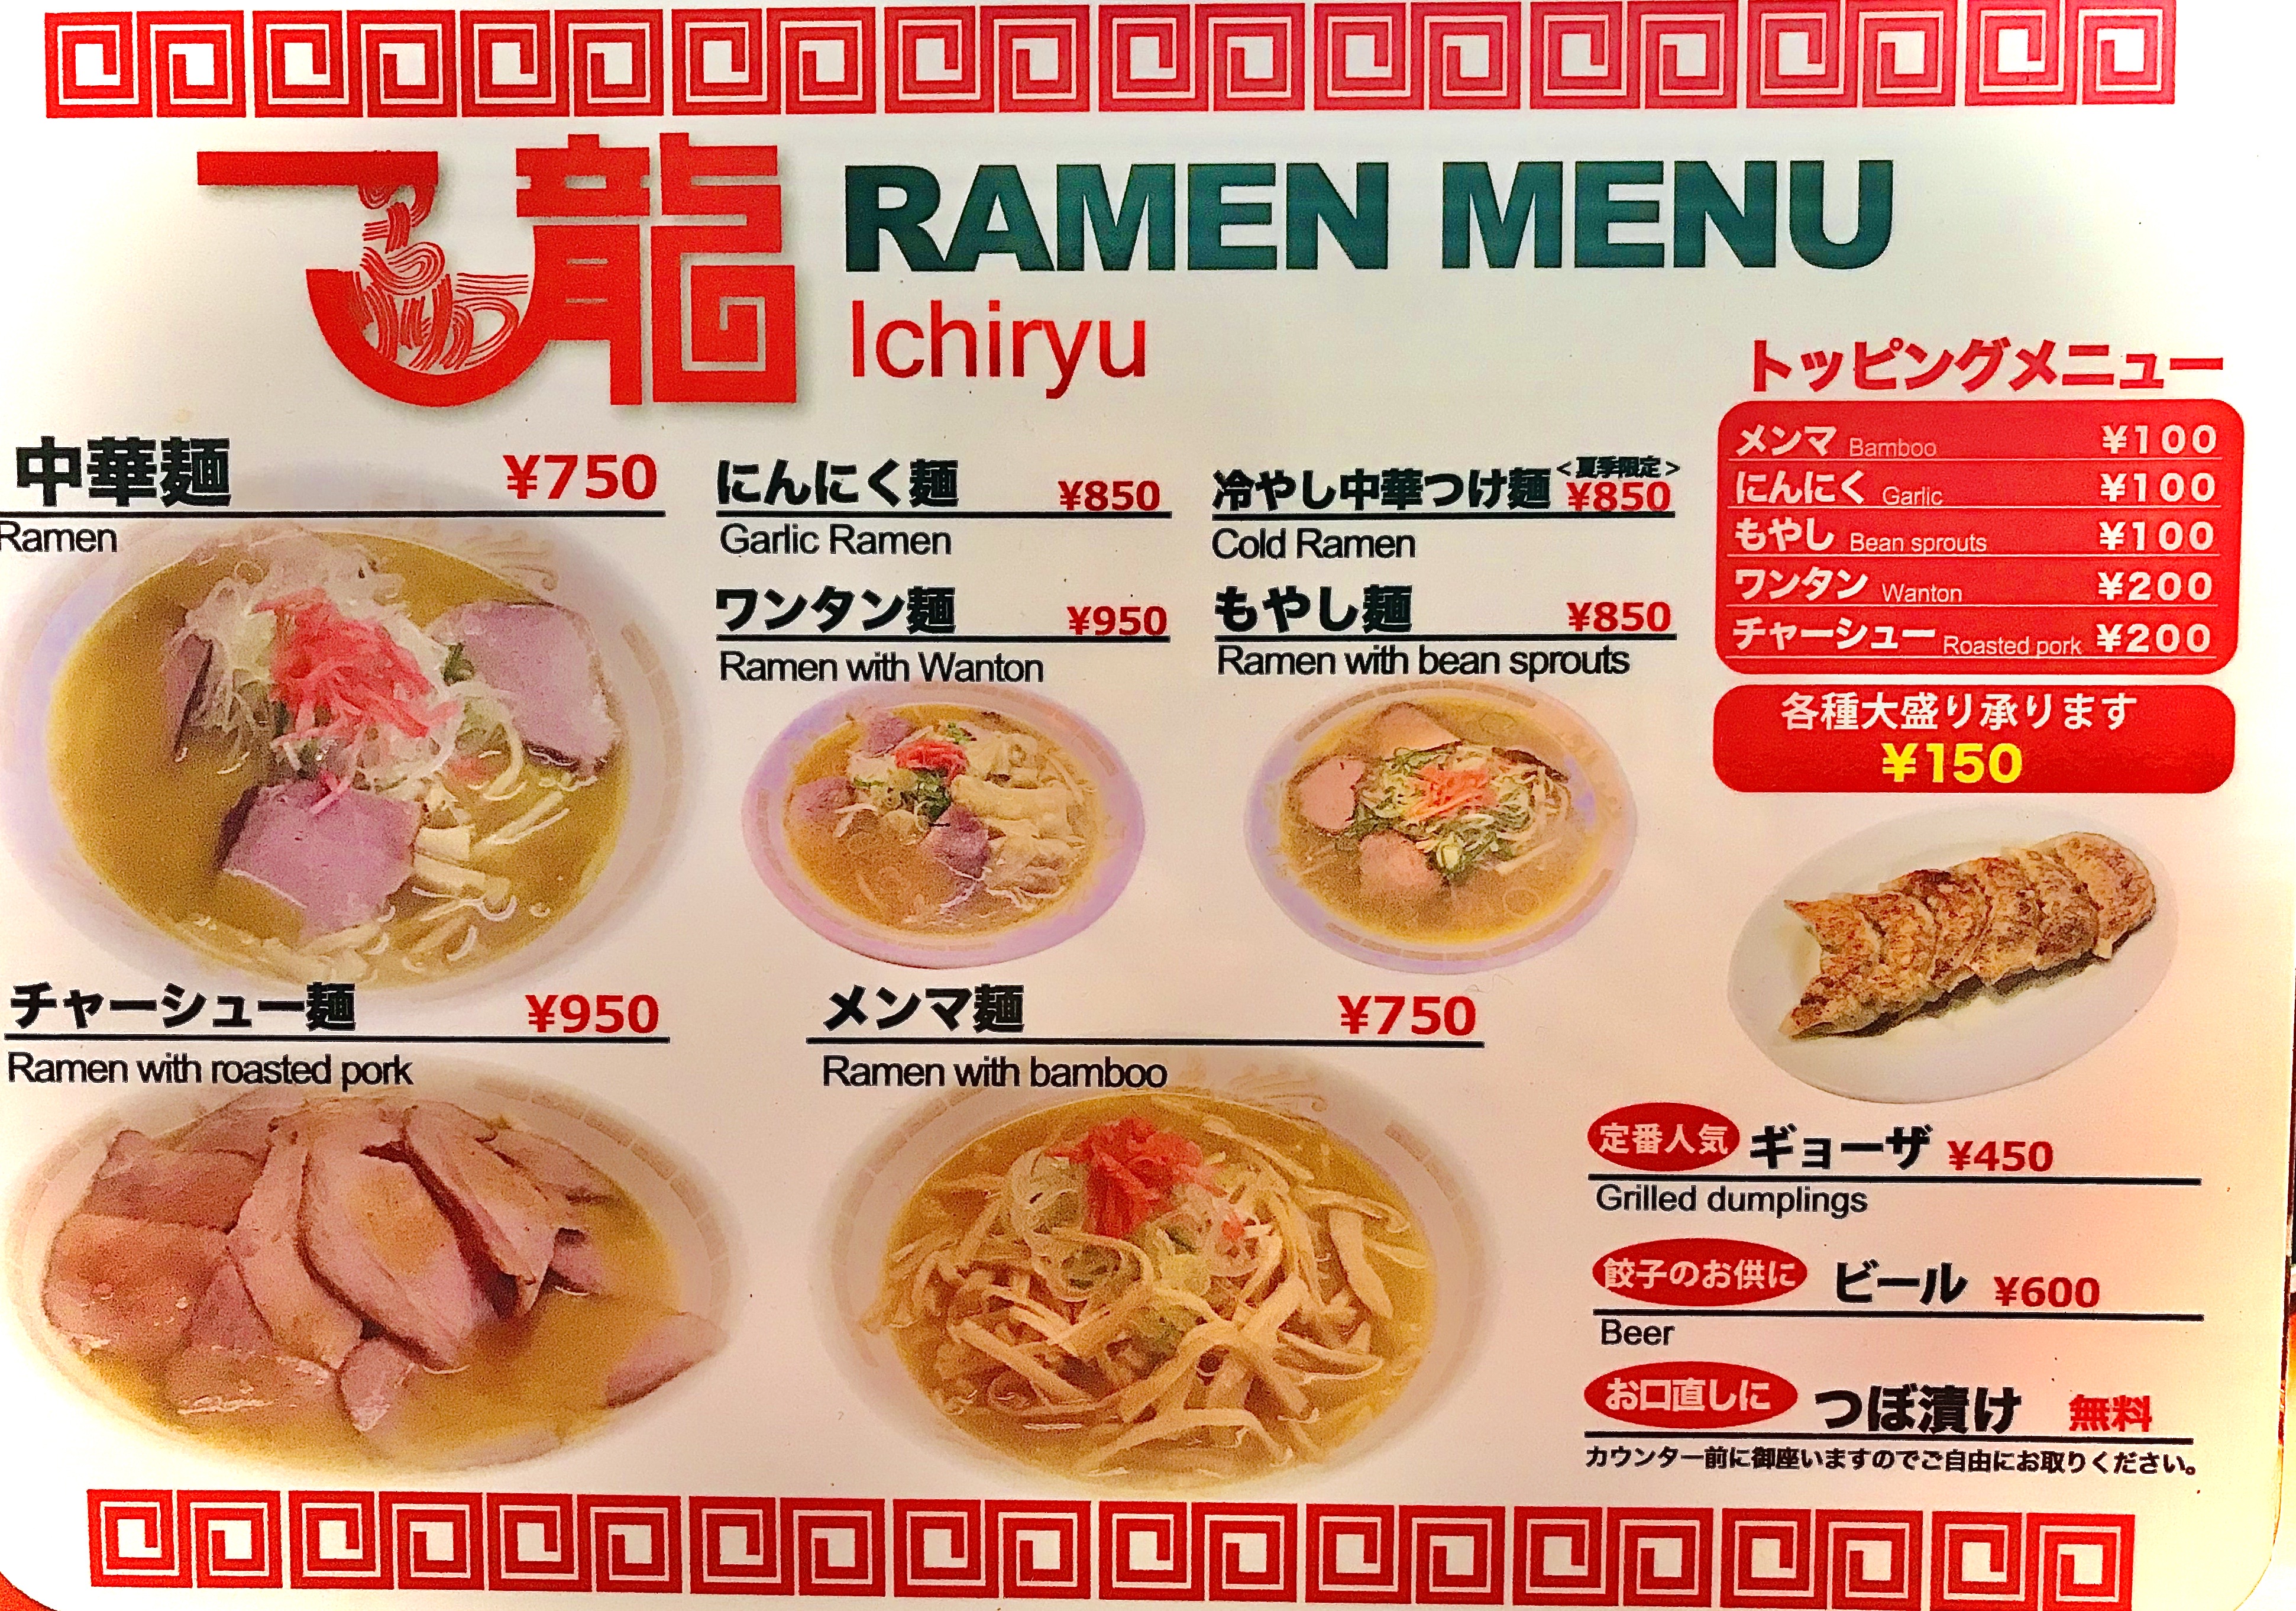 一龍 RAMEN MENU
Ichiryu
中華麺 ¥750
Ramen
にんにく麺 ¥850
Garlic Ramen
冷やし中華つけ麺 <夏季限定> ¥850
Cold Ramen
ワンタン麺 ¥950
Ramen with Wanton
もやし麺 ¥850
Ramen with bean sprouts
チャーシュー麺 ¥950
Ramen with roasted pork
メンマ麺 ¥750
Ramen with bamboo
トッピングメニュー
メンマ Bamboo ¥100
にんにく Garlic ¥100
もやし Bean sprouts ¥100
ワンタン Wanton ¥200
チャーシュー Roasted pork ¥200
各種大盛り承ります
¥150
定番人気 ギョーザ ¥450
Grilled dumplings
餃子のお供に ビール ¥600
Beer
お口直しに つぼ漬け 無料
カウンター前に御座いますのでご自由にお取りください。